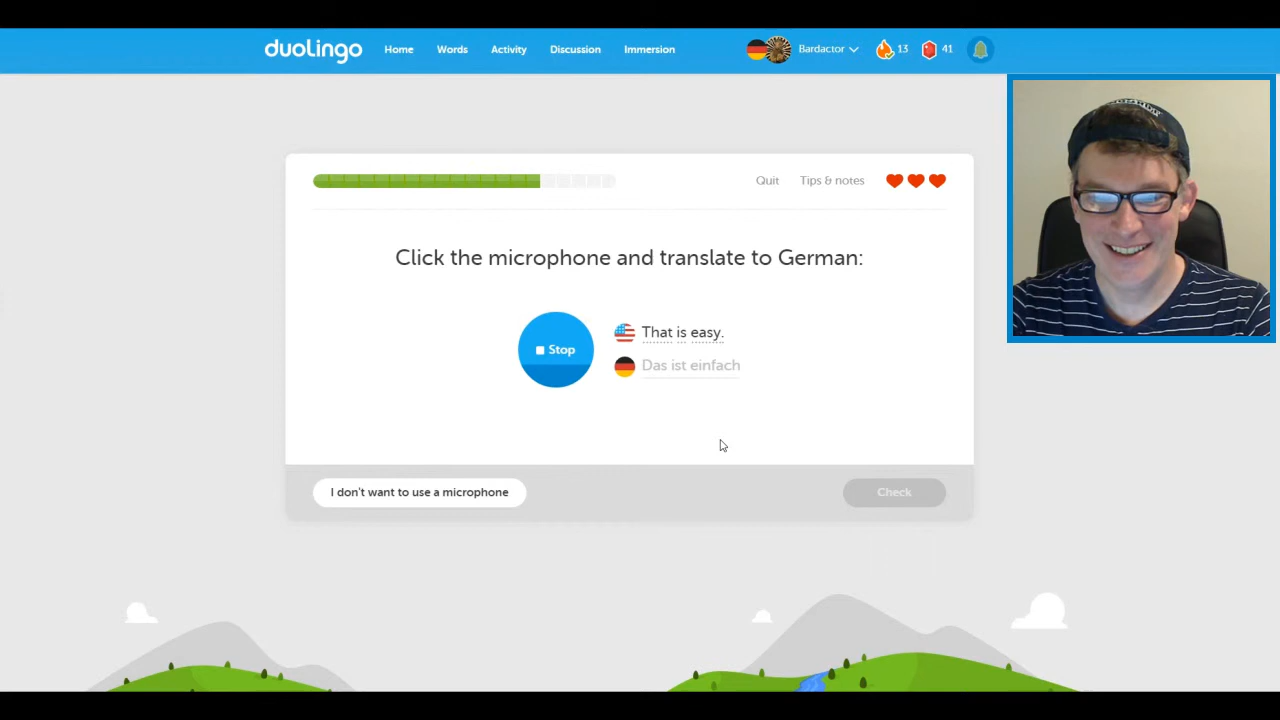 duolingo Home Words Activity Discussion Immersion Bardactor 13 41
Quit Tips & notes
Click the microphone and translate to German:
Stop
That is easy.
Das ist einfach
I don't want to use a microphone Check